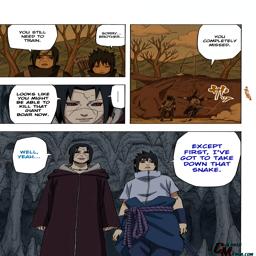 YOU STILL
NEED TO
TRAIN.
SORRY...
BROTHER...
YOU
COMPLETELY
MISSED.
LOOKS LIKE
YOU MIGHT
BE ABLE TO
KILL THAT
GIANT
BOAR NOW!
WELL,
YEAH...
EXCEPT
FIRST, I'VE
GOT TO TAKE
DOWN THAT
SNAKE.